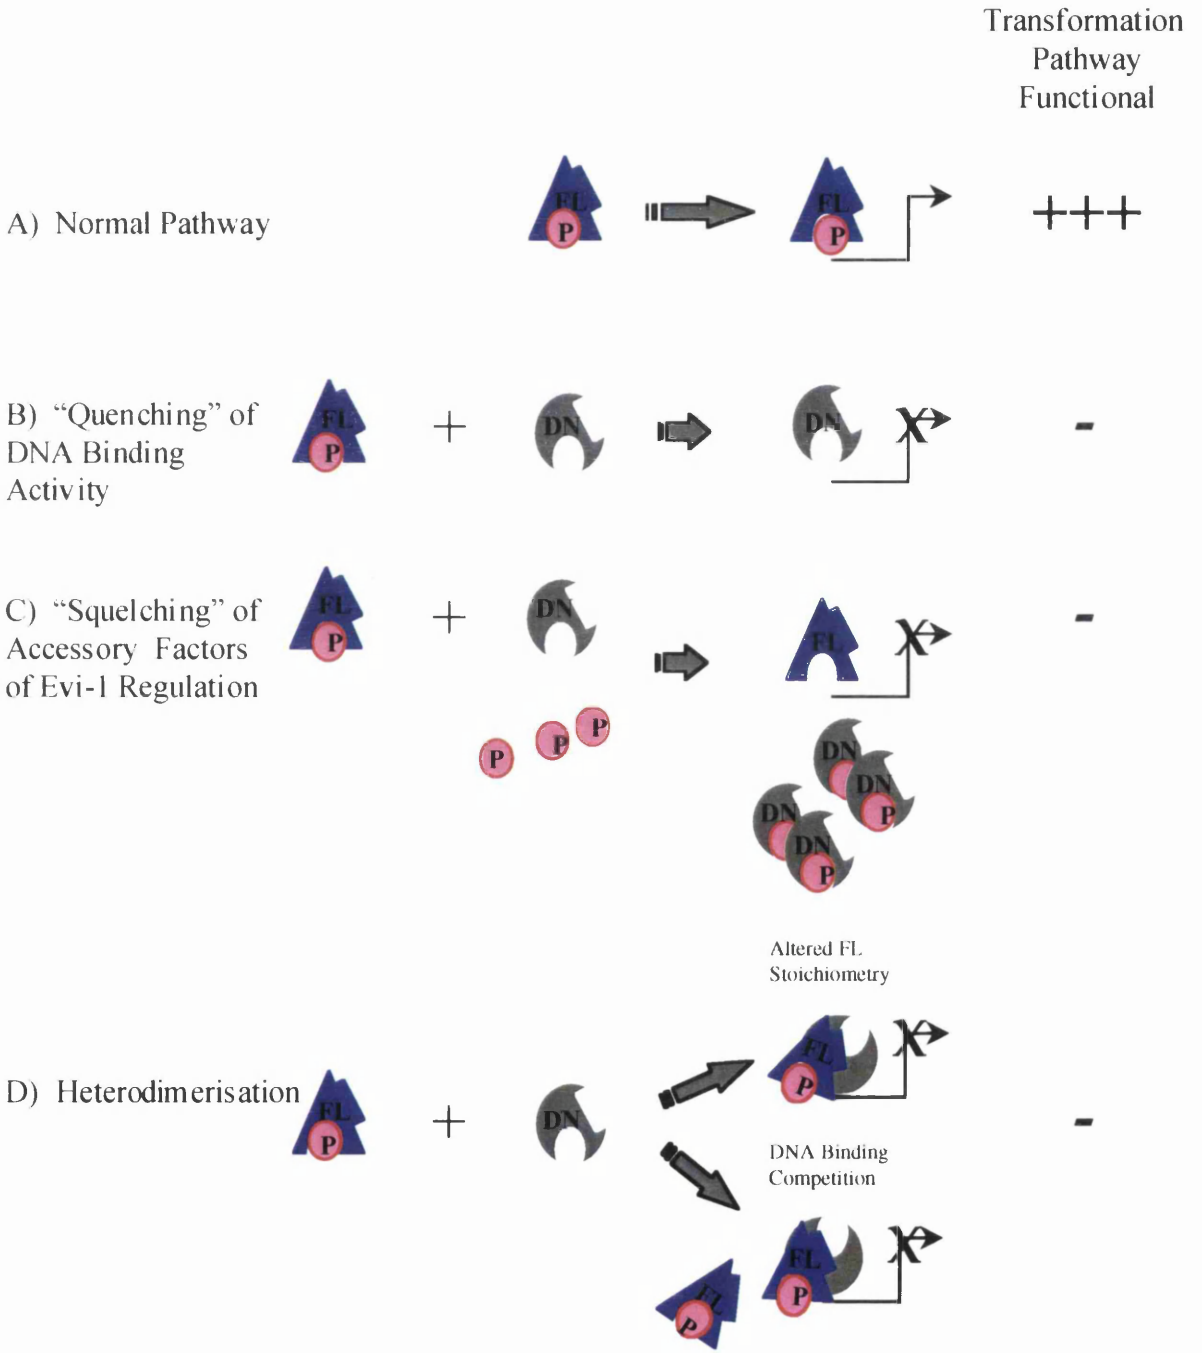 Transformation
Pathway
Functional
A) Normal Pathway
FL
P
FL
P
+++
B) "Quenching" of
DNA Binding
Activity
FL
P
+
DN
DN
X
-
C) "Squelching" of
Accessory Factors
of Evi-1 Regulation
FL
P
+
DN
FL
X
-
P
P
P
DN
DN
P
DN
DN
P
Altered FL
Stoichiometry
D) Heterodimerisation
FL
P
+
DN
FL
P
X
-
DNA Binding
Competition
FL
P
X
FL
P